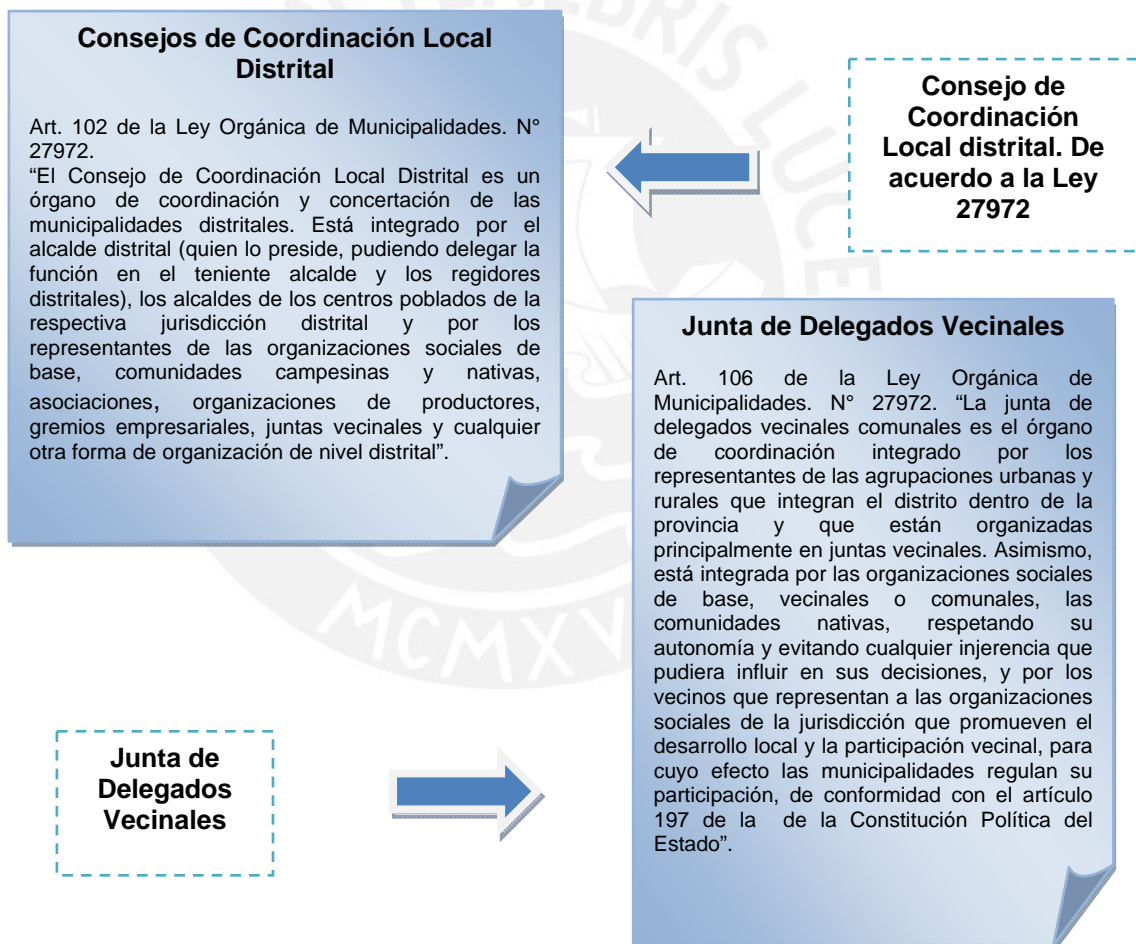 Consejos de Coordinación Local
Distrital
Art. 102 de la Ley Orgánica de Municipalidades. N°
27972.
“El Consejo de Coordinación Local Distrital es un
órgano de coordinación y concertación de las
municipalidades distritales. Está integrado por el
alcalde distrital (quien lo preside, pudiendo delegar la
función en el teniente alcalde y los regidores
distritales), los alcaldes de los centros poblados de la
respectiva jurisdicción distrital y por los
representantes de las organizaciones sociales de
base, comunidades campesinas y nativas,
asociaciones, organizaciones de productores,
gremios empresariales, juntas vecinales y cualquier
otra forma de organización de nivel distrital”.
Consejo de
Coordinación
Local distrital. De
acuerdo a la Ley
27972
Junta de Delegados Vecinales
Art. 106 de la Ley Orgánica de
Municipalidades. N° 27972. “La junta de
delegados vecinales comunales es el órgano
de coordinación integrado por los
representantes de las agrupaciones urbanas y
rurales que integran el distrito dentro de la
provincia y que están organizadas
principalmente en juntas vecinales. Asimismo,
está integrada por las organizaciones sociales
de base, vecinales o comunales, las
comunidades nativas, respetando su
autonomía y evitando cualquier injerencia que
pudiera influir en sus decisiones, y por los
vecinos que representan a las organizaciones
sociales de la jurisdicción que promueven el
desarrollo local y la participación vecinal, para
cuyo efecto las municipalidades regulan su
participación, de conformidad con el artículo
197 de la de la Constitución Política del
Estado”.
Junta de
Delegados
Vecinales